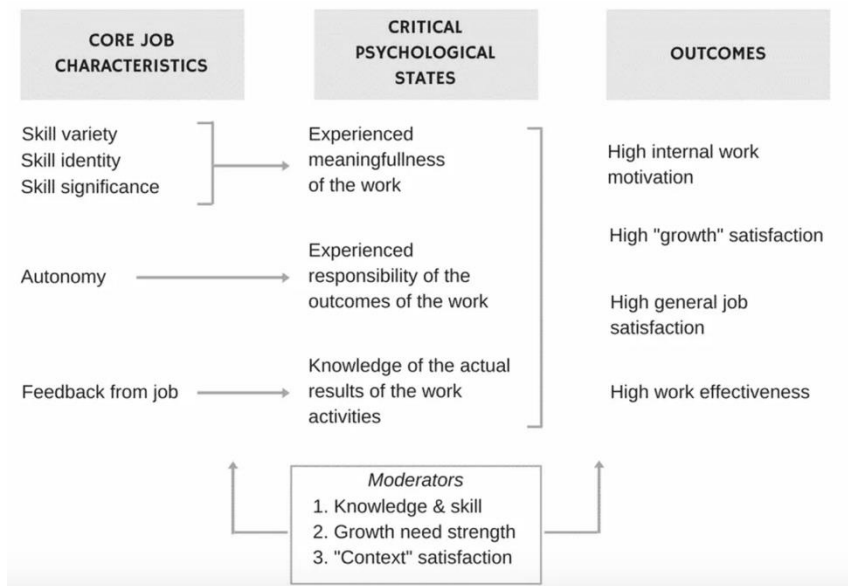 CORE JOB
CHARACTERISTICS
CRITICAL
PSYCHOLOGICAL
STATES
OUTCOMES
Skill variety
Skill identity
Skill significance
Experienced
meaningfullness
of the work
High internal work
motivation
High "growth" satisfaction
Autonomy
Experienced
responsibility of the
outcomes of the work
High general job
satisfaction
Feedback from job
Knowledge of the actual
results of the work
activities
High work effectiveness
Moderators
1. Knowledge & skill
2. Growth need strength
3. "Context" satisfaction